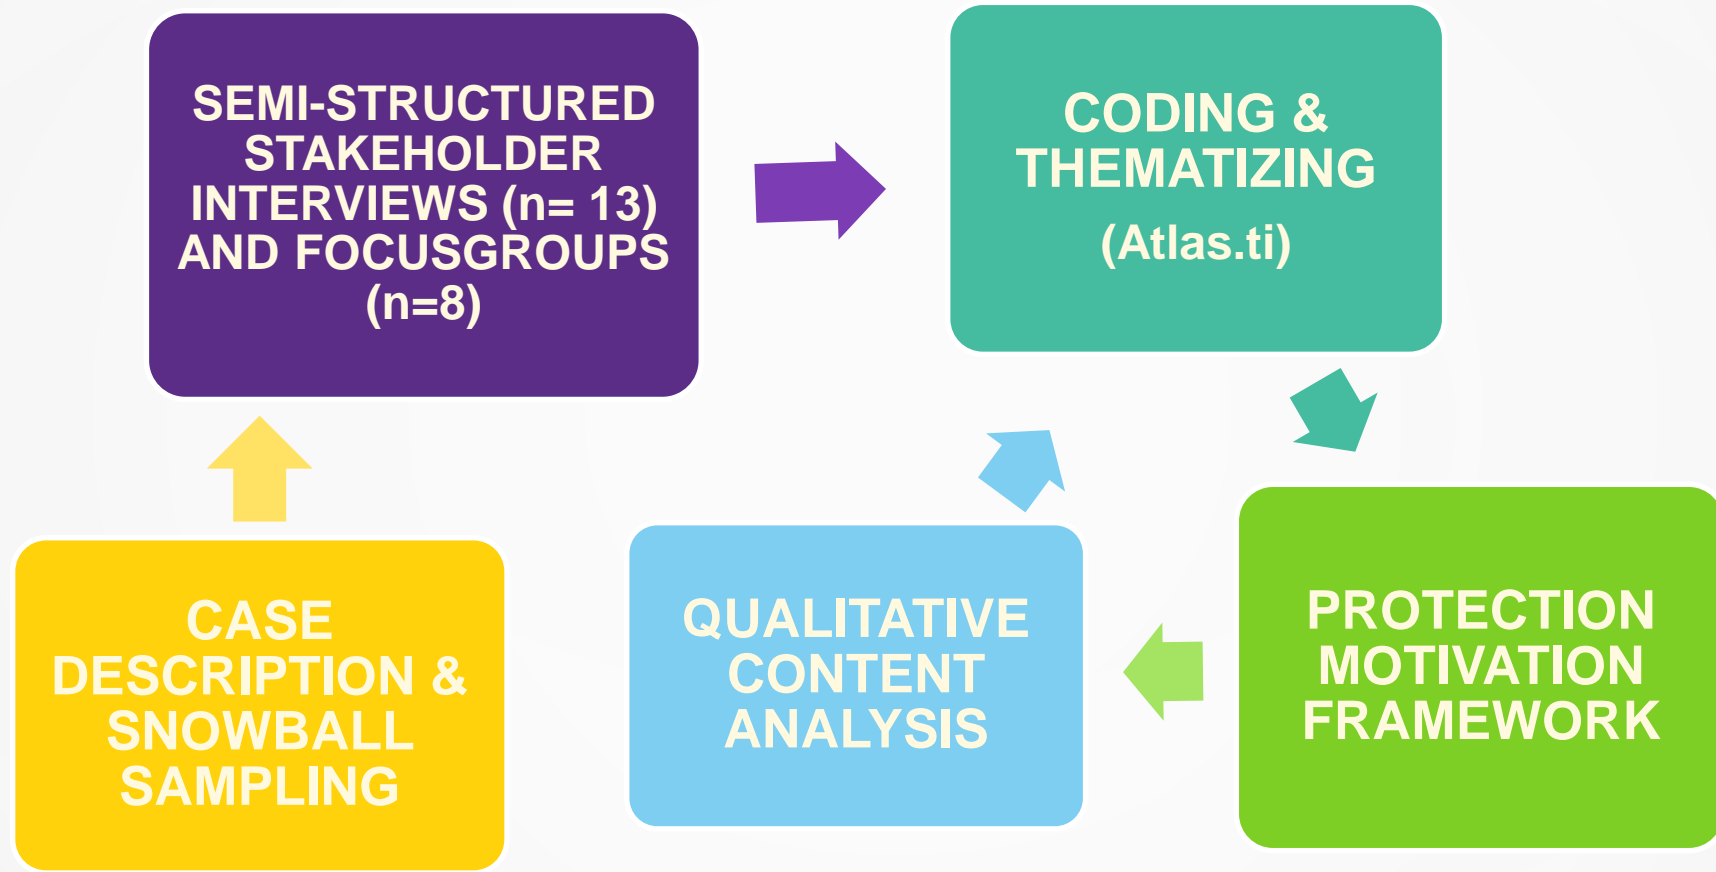 SEMI-STRUCTURED
STAKEHOLDER
INTERVIEWS (n= 13)
AND FOCUSGROUPS
(n=8)
CODING &
THEMATIZING
(Atlas.ti)
CASE
DESCRIPTION &
SNOWBALL
SAMPLING
QUALITATIVE
CONTENT
ANALYSIS
PROTECTION
MOTIVATION
FRAMEWORK